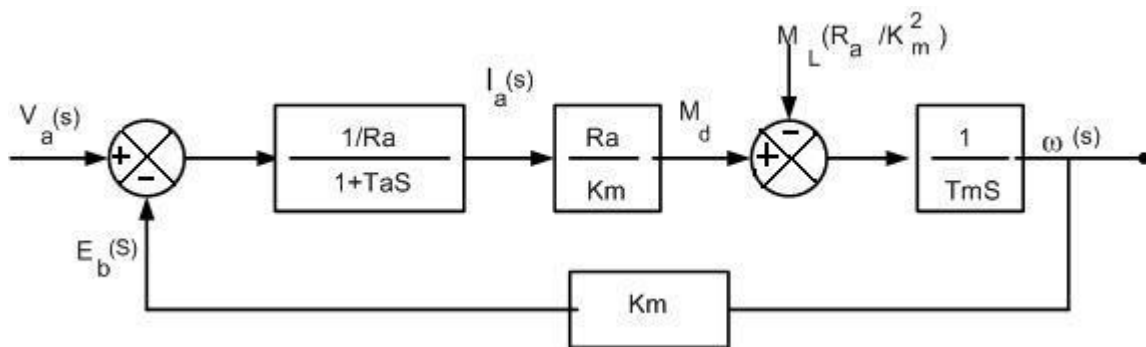 M_L(R_a /K_m^2)
V_a(s)
+
−
1/Ra
1+TaS
I_a(s)
Ra
Km
M_d
−
+
1
TmS
ω(s)
E_b(S)
Km